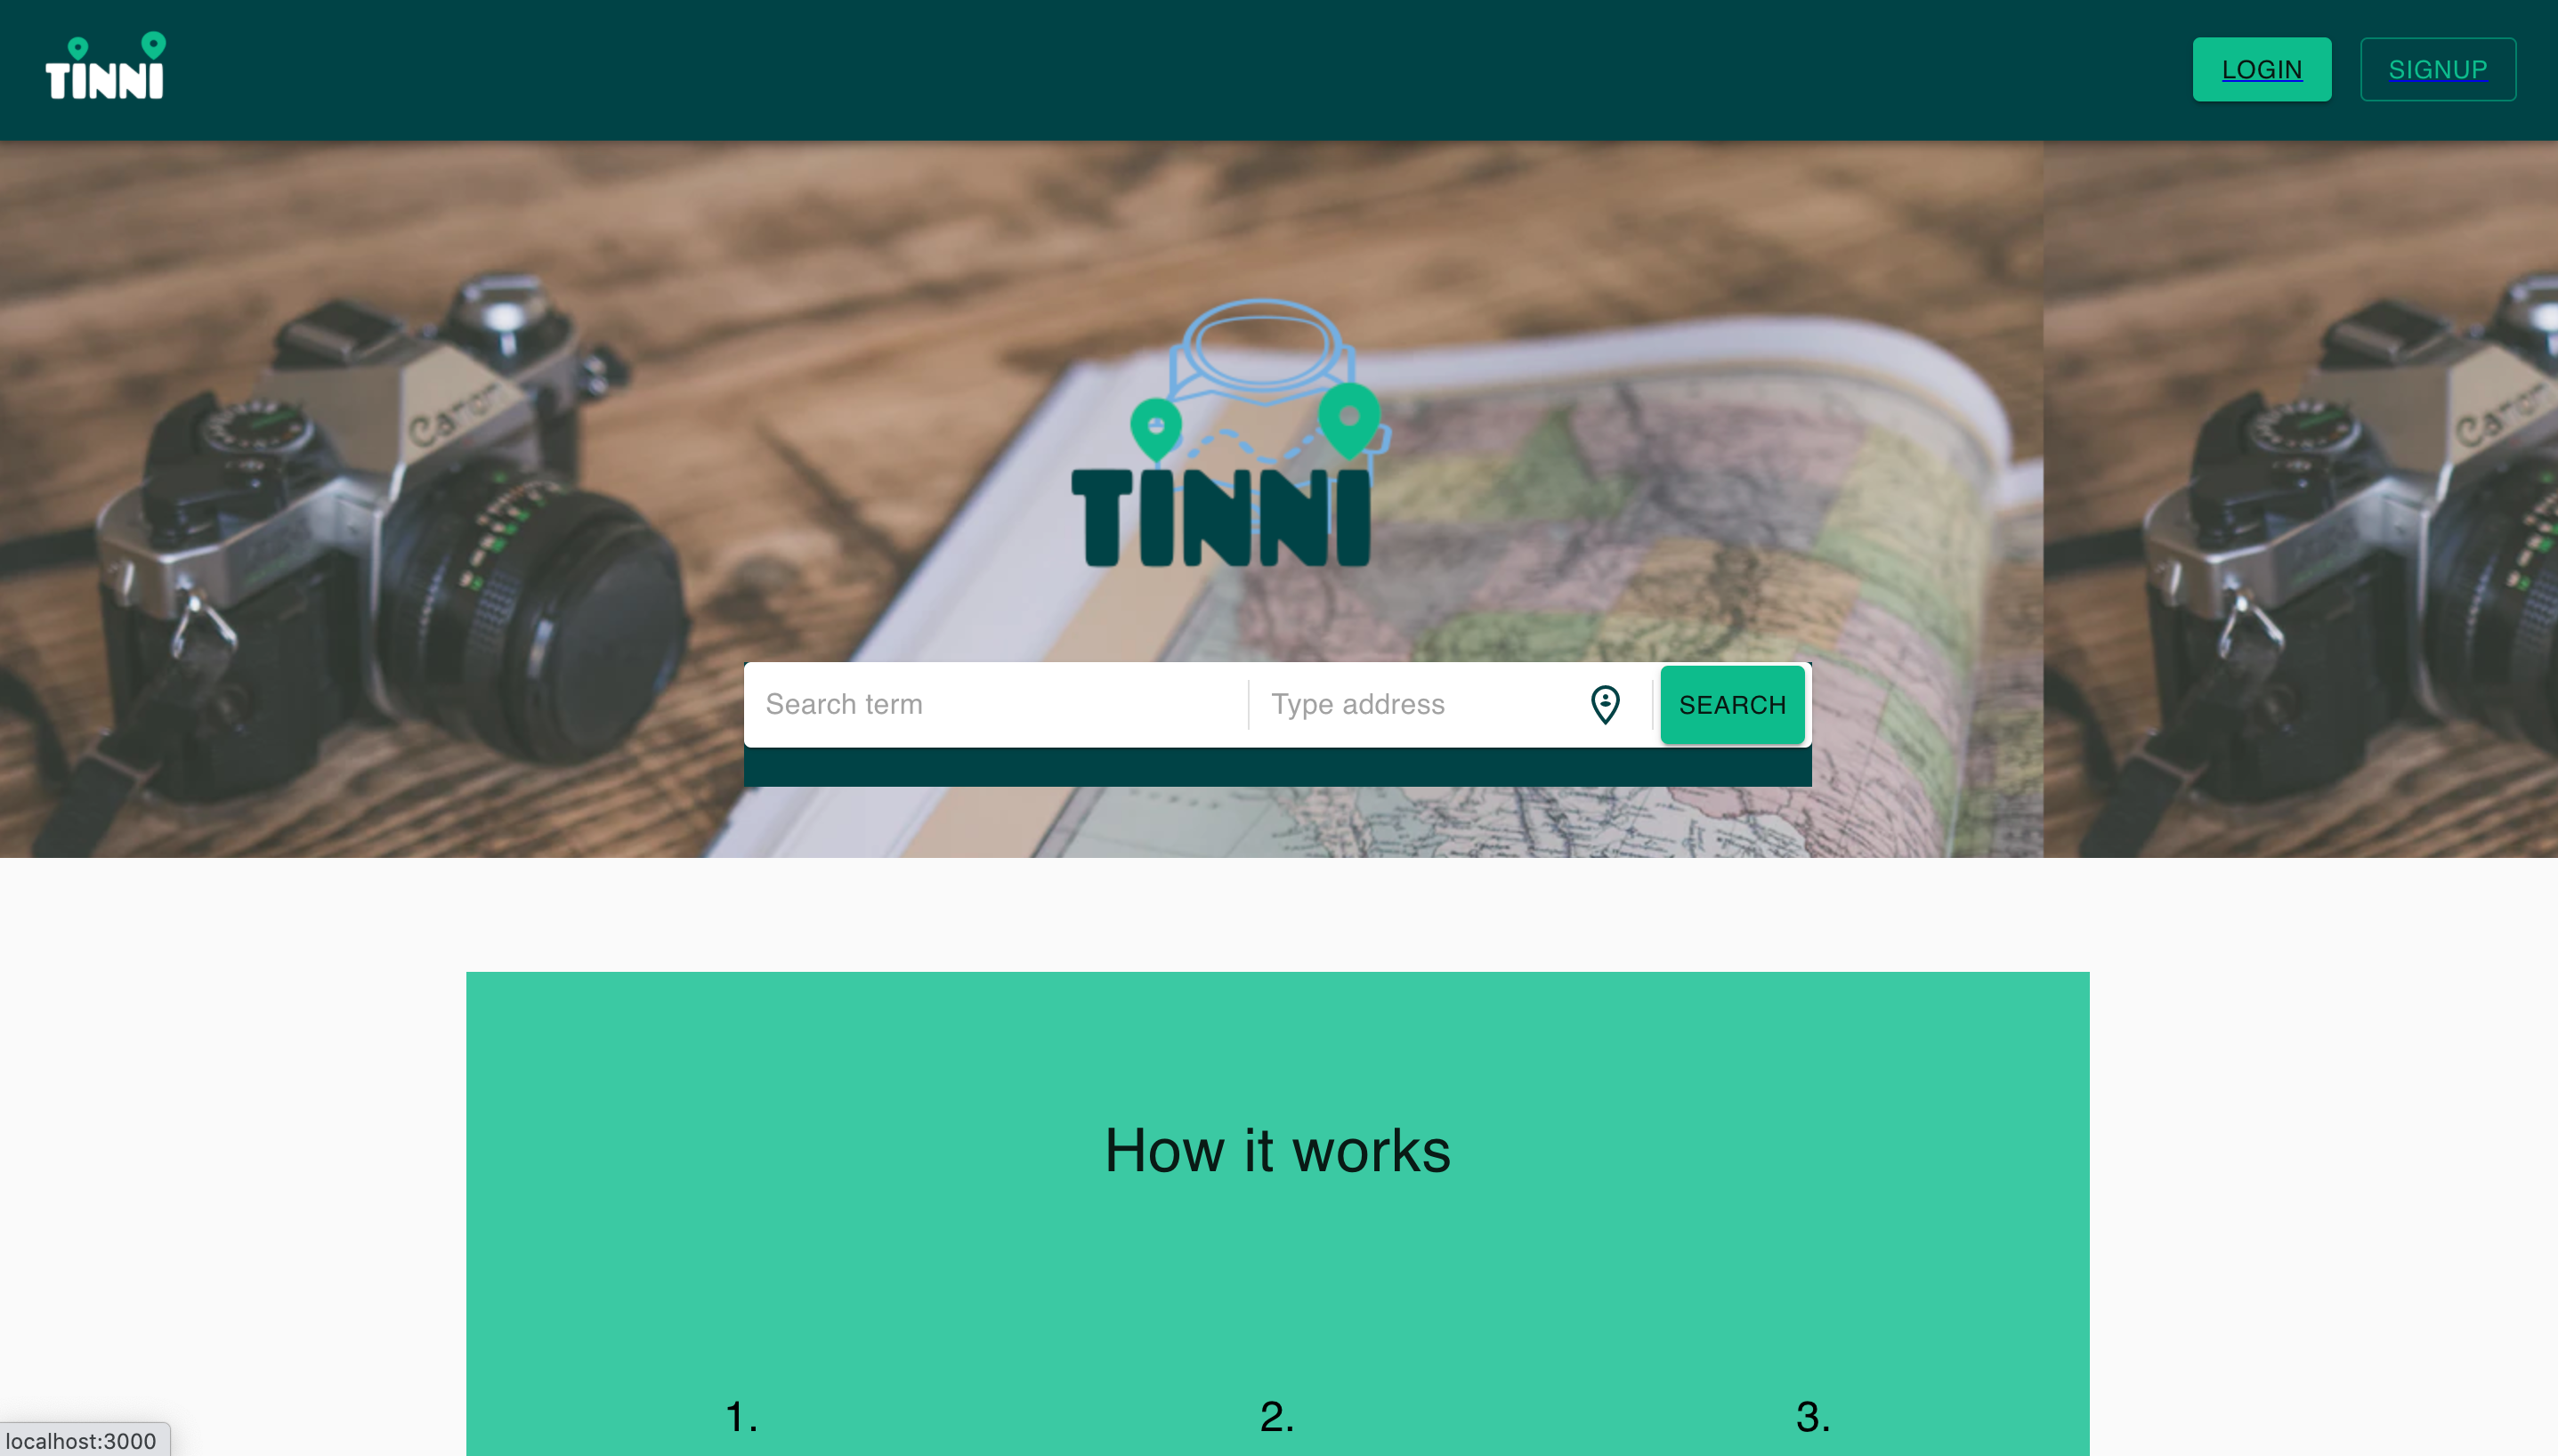 TINNI
LOGIN
SIGNUP
Canon
Canon
TINNI
Search term
Type address
SEARCH
How it works
1.
2.
3.
localhost:3000